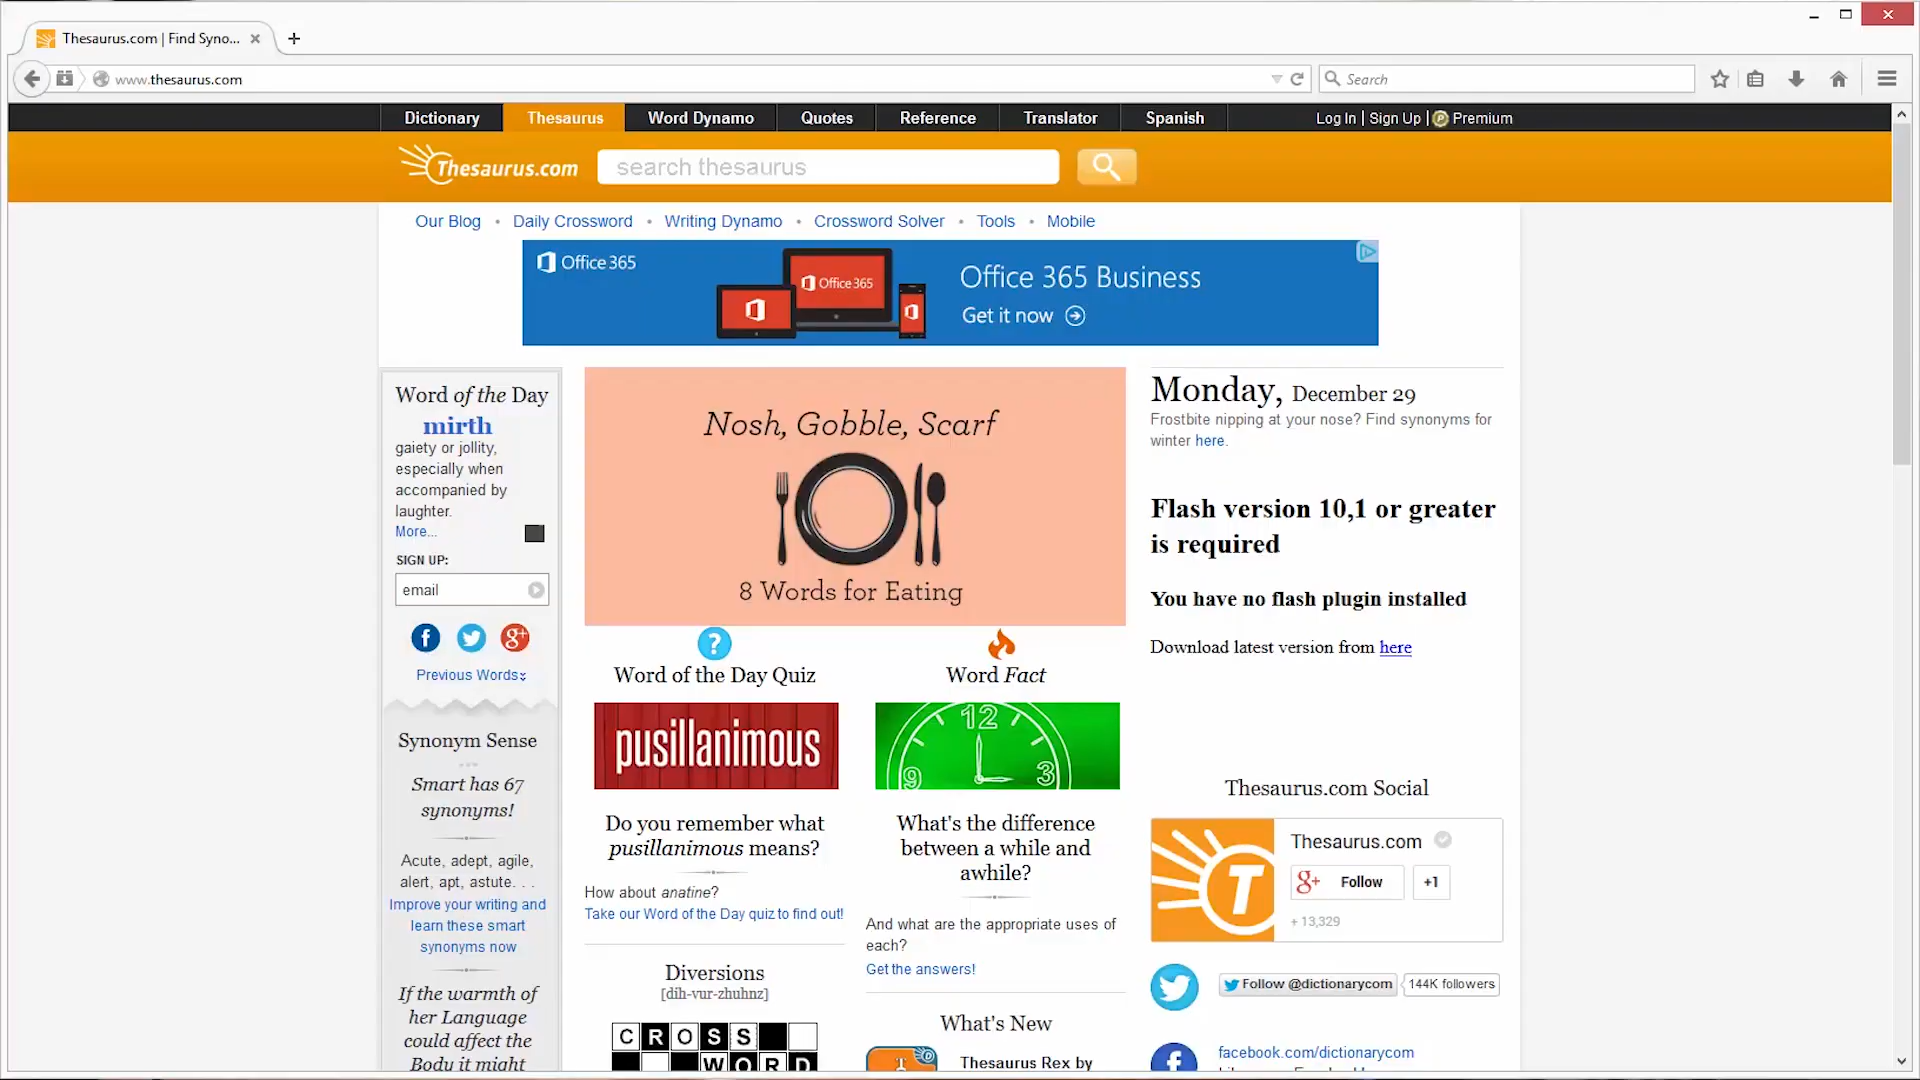 Thesaurus.com | Find Syno...
www.thesaurus.com
Search
Dictionary
Thesaurus
Word Dynamo
Quotes
Reference
Translator
Spanish
Log In | Sign Up | Premium
Thesaurus.com
search thesaurus
Our Blog • Daily Crossword • Writing Dynamo • Crossword Solver • Tools • Mobile
Office 365
Office 365
Office 365 Business
Get it now
Word of the Day
mirth
gaiety or jollity,
especially when
accompanied by
laughter.
More...
SIGN UP:
email
Previous Words
Synonym Sense
Smart has 67
synonyms!
Acute, adept, agile,
alert, apt, astute. . .
Improve your writing and
learn these smart
synonyms now
If the warmth of
her Language
could affect the
Body it might
Nosh, Gobble, Scarf
8 Words for Eating
?
Word of the Day Quiz
pusillanimous
Do you remember what
pusillanimous means?
How about anatine?
Take our Word of the Day quiz to find out!
Diversions
[dih-vur-zhuhnz]
CROSS
WORD
Word Fact
12
9 3
What's the difference
between a while and
awhile?
And what are the appropriate uses of
each?
Get the answers!
What's New
Thesaurus Rex by
Monday, December 29
Frostbite nipping at your nose? Find synonyms for
winter here.
Flash version 10,1 or greater
is required
You have no flash plugin installed
Download latest version from here
Thesaurus.com Social
T
Thesaurus.com
g+ Follow +1
+ 13,329
Follow @dictionarycom 144K followers
facebook.com/dictionarycom